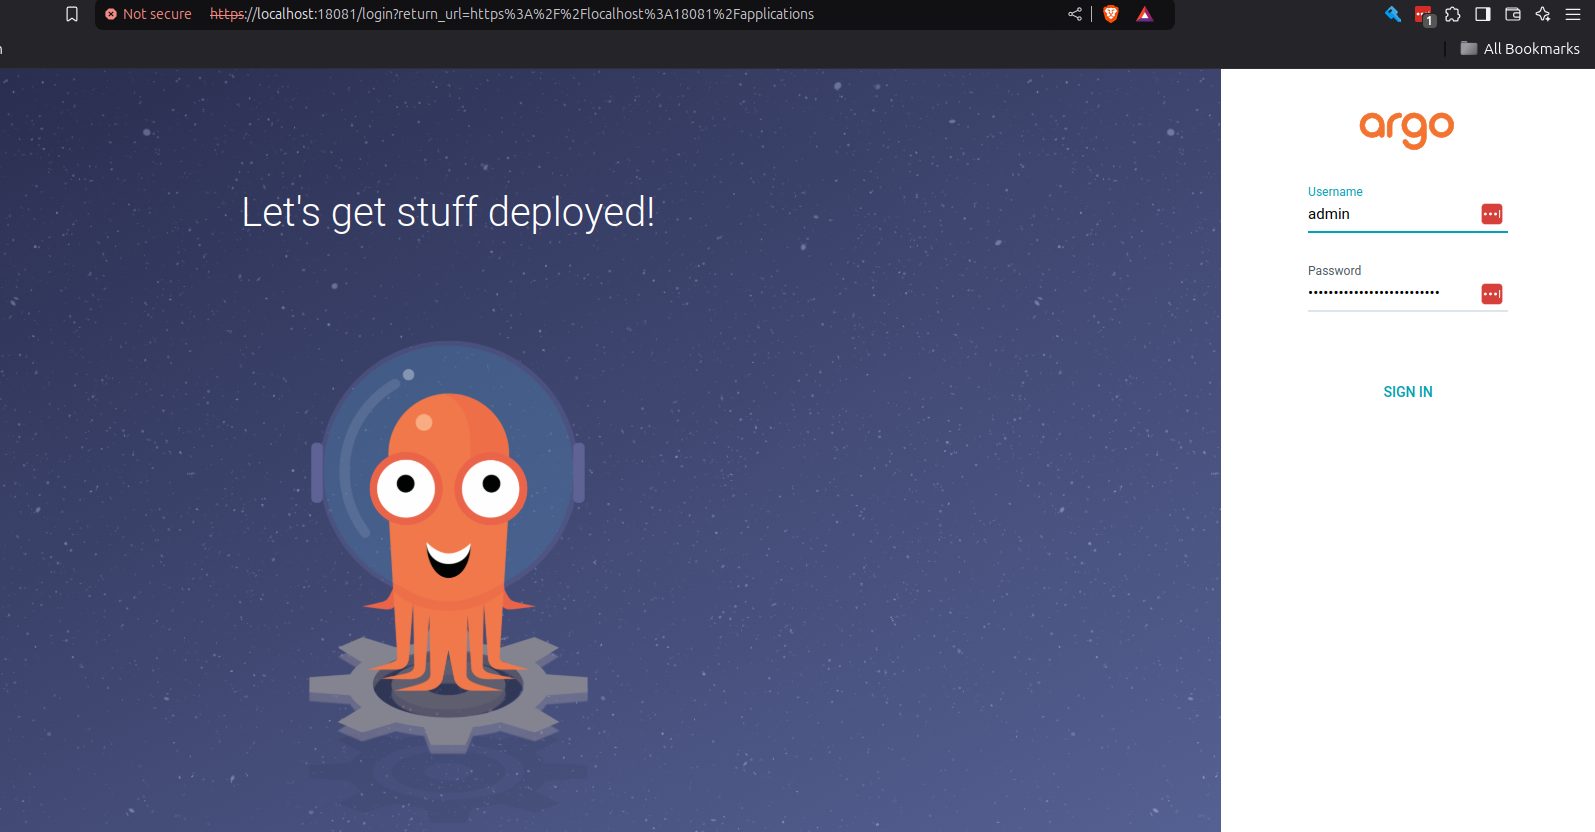 Not secure https://localhost:18081/login?return_url=https%3A%2F%2Flocalhost%3A18081%2Fapplications
1
All Bookmarks
Let's get stuff deployed!
argo
Username
admin
Password
••••••••••••••••••••••••••
SIGN IN